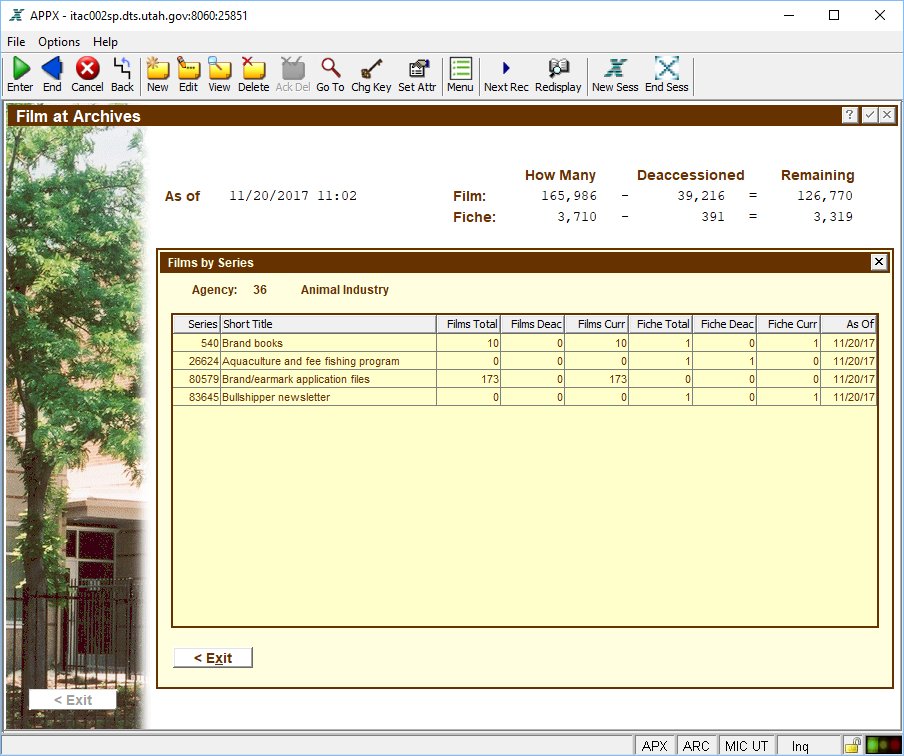 APPX - itac002sp.dts.utah.gov:8060:25851
File Options Help
Enter End Cancel Back New Edit View Delete Ack Del Go To Chg Key Set Attr Menu Next Rec Redisplay New Sess End Sess
Film at Archives
How Many Deaccessioned Remaining
As of 11/20/2017 11:02 Film: 165,986 - 39,216 = 126,770
Fiche: 3,710 - 391 = 3,319
Films by Series
Agency: 36 Animal Industry
Series Short Title Films Total Films Deac Films Curr Fiche Total Fiche Deac Fiche Curr As Of
540 Brand books 10 0 10 1 0 1 11/20/17
26624 Aquaculture and fee fishing program 0 0 0 1 1 0 11/20/17
80579 Brand/earmark application files 173 0 173 0 0 0 11/20/17
83645 Bullshipper newsletter 0 0 0 1 0 1 11/20/17
< Exit
< Exit
APX ARC MIC UT Inq